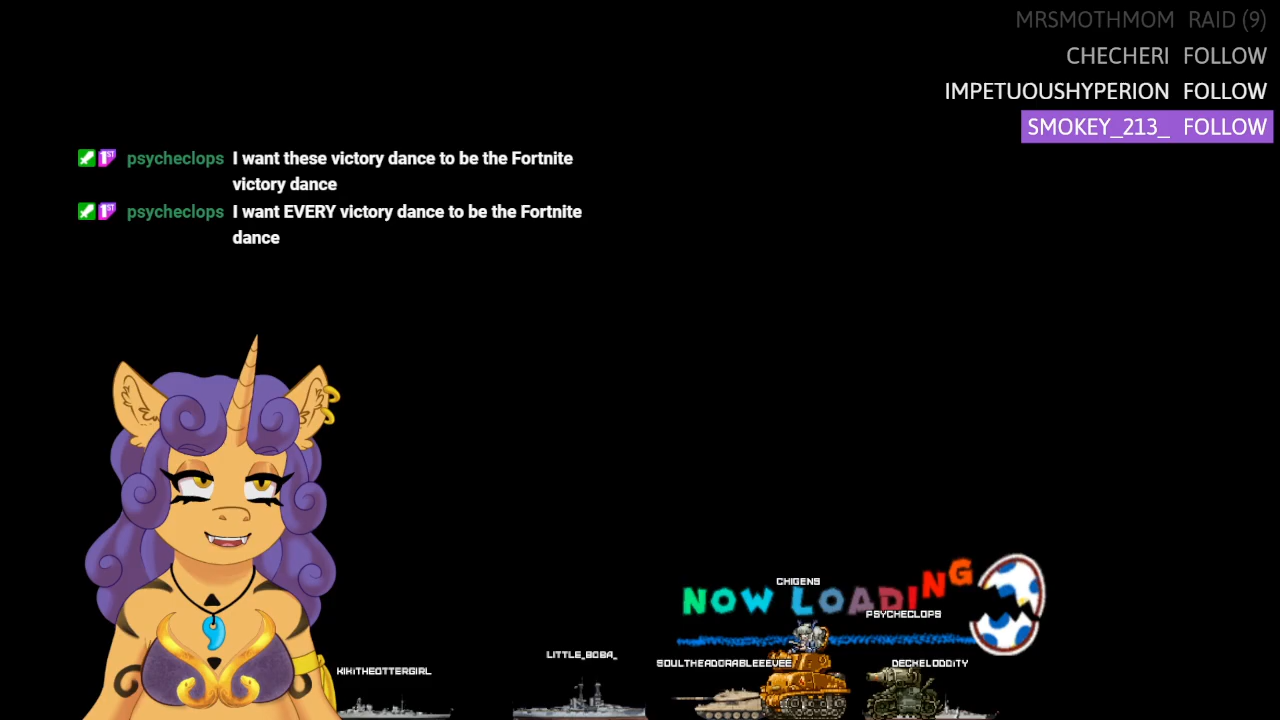 MRSMOTHMOM RAID (9)
CHECHERI FOLLOW
IMPETUOUSHYPERION FOLLOW
SMOKEY_213_ FOLLOW
1ST psycheclops I want these victory dance to be the Fortnite
victory dance
1ST psycheclops I want EVERY victory dance to be the Fortnite
dance
CHIGENS
NOW LOADING
PSYCHECLOPS
LITTLE_BOBA_
SOULTHEADORABLEEEVEE
DECKELODDITY
KIKITHEOTTERGIRL